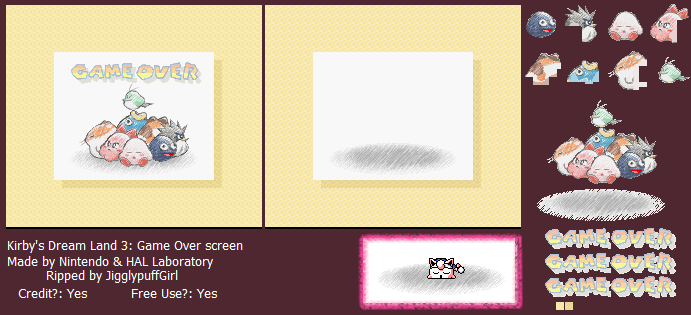 GAME OVER
Kirby's Dream Land 3: Game Over screen
Made by Nintendo & HAL Laboratory
Ripped by JigglypuffGirl
Credit?: Yes Free Use?: Yes
GAME OVER
GAME OVER
GAME OVER